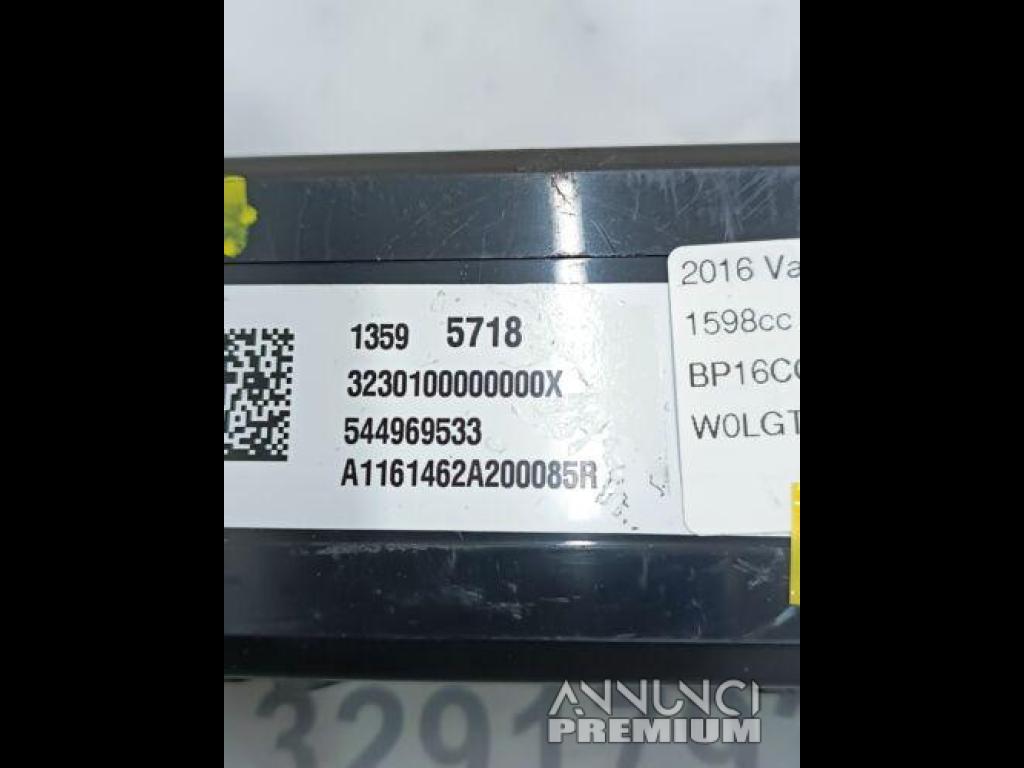 1359 5718
3230100000000X
544969533
A1161462A200085R
2016 Va
1598cc
BP16C
W0LGT
ANNUNCI
PREMIUM